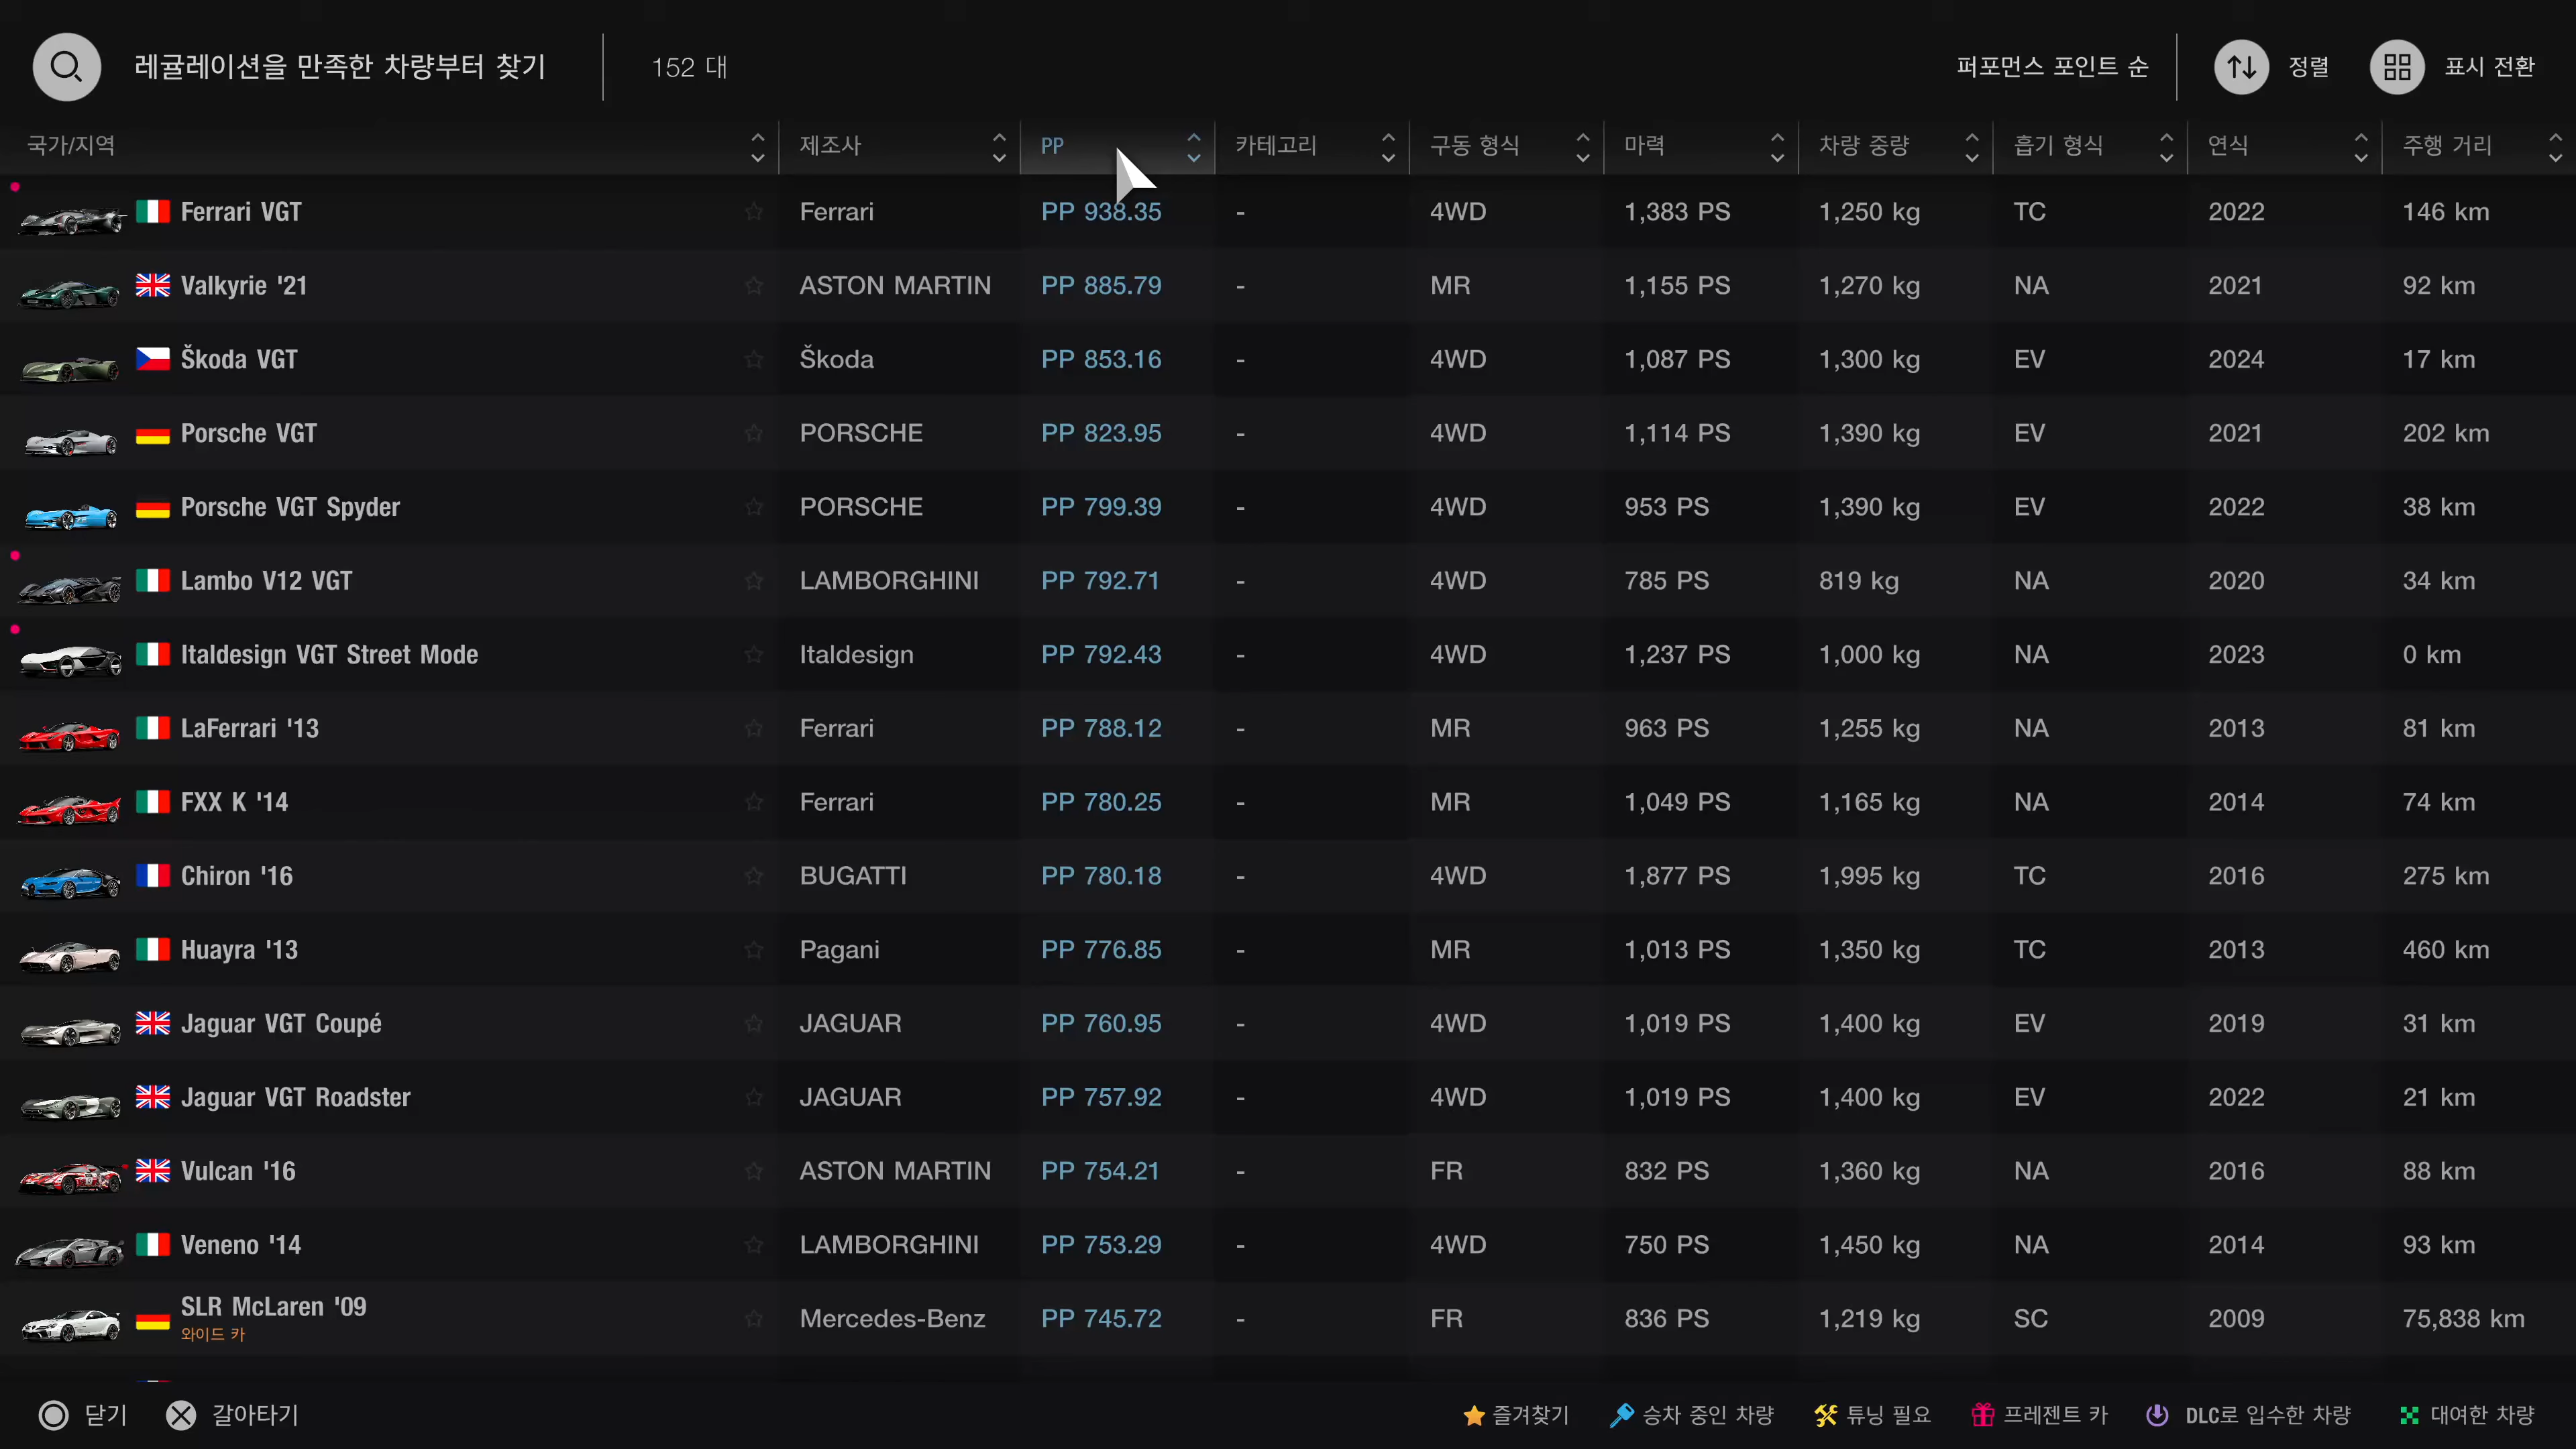 레귤레이션을 만족한 차량부터 찾기 152 대 퍼포먼스 포인트 순 정렬 표시 전환
국가/지역 제조사 PP 카테고리 구동 형식 마력 차량 중량 흡기 형식 연식 주행 거리
Ferrari VGT Ferrari PP 938.35 - 4WD 1,383 PS 1,250 kg TC 2022 146 km
Valkyrie '21 ASTON MARTIN PP 885.79 - MR 1,155 PS 1,270 kg NA 2021 92 km
Škoda VGT Škoda PP 853.16 - 4WD 1,087 PS 1,300 kg EV 2024 17 km
Porsche VGT PORSCHE PP 823.95 - 4WD 1,114 PS 1,390 kg EV 2021 202 km
Porsche VGT Spyder PORSCHE PP 799.39 - 4WD 953 PS 1,390 kg EV 2022 38 km
Lambo V12 VGT LAMBORGHINI PP 792.71 - 4WD 785 PS 819 kg NA 2020 34 km
Italdesign VGT Street Mode Italdesign PP 792.43 - 4WD 1,237 PS 1,000 kg NA 2023 0 km
LaFerrari '13 Ferrari PP 788.12 - MR 963 PS 1,255 kg NA 2013 81 km
FXX K '14 Ferrari PP 780.25 - MR 1,049 PS 1,165 kg NA 2014 74 km
Chiron '16 BUGATTI PP 780.18 - 4WD 1,877 PS 1,995 kg TC 2016 275 km
Huayra '13 Pagani PP 776.85 - MR 1,013 PS 1,350 kg TC 2013 460 km
Jaguar VGT Coupé JAGUAR PP 760.95 - 4WD 1,019 PS 1,400 kg EV 2019 31 km
Jaguar VGT Roadster JAGUAR PP 757.92 - 4WD 1,019 PS 1,400 kg EV 2022 21 km
Vulcan '16 ASTON MARTIN PP 754.21 - FR 832 PS 1,360 kg NA 2016 88 km
Veneno '14 LAMBORGHINI PP 753.29 - 4WD 750 PS 1,450 kg NA 2014 93 km
SLR McLaren '09 Mercedes-Benz PP 745.72 - FR 836 PS 1,219 kg SC 2009 75,838 km
와이드 카
닫기 갈아타기 즐겨찾기 승차 중인 차량 튜닝 필요 프레젠트 카 DLC로 입수한 차량 대여한 차량